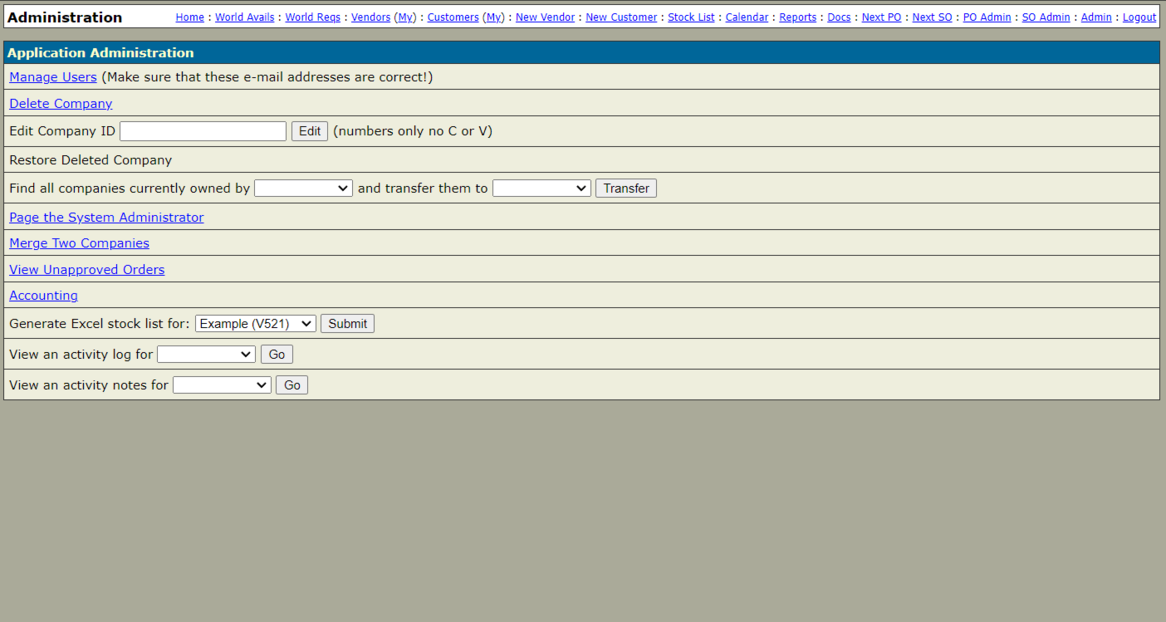 Administration Home : World Avails : World Reqs : Vendors (My) : Customers (My) : New Vendor : New Customer : Stock List : Calendar : Reports : Docs : Next PO : Next SO : PO Admin : SO Admin : Admin : Logout
Application Administration
Manage Users (Make sure that these e-mail addresses are correct!)
Delete Company
Edit Company ID Edit (numbers only no C or V)
Restore Deleted Company
Find all companies currently owned by and transfer them to Transfer
Page the System Administrator
Merge Two Companies
View Unapproved Orders
Accounting
Generate Excel stock list for: Example (V521) Submit
View an activity log for Go
View an activity notes for Go